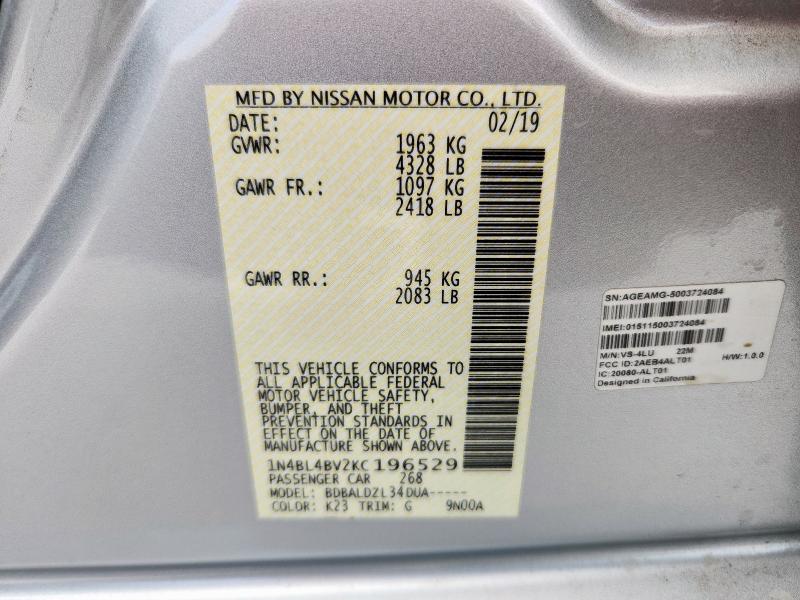 MFD BY NISSAN MOTOR CO., LTD.
DATE: 02/19
GVWR: 1963 KG
4328 LB
GAWR FR.: 1097 KG
2418 LB
GAWR RR.: 945 KG
2083 LB
THIS VEHICLE CONFORMS TO
ALL APPLICABLE FEDERAL
MOTOR VEHICLE SAFETY,
BUMPER, AND THEFT
PREVENTION STANDARDS IN
EFFECT ON THE DATE OF
MANUFACTURE SHOWN ABOVE.
1N4BL4BV2KC196529
PASSENGER CAR 268
MODEL: BDBALDZL34DUA-----
COLOR: K23 TRIM: G 9N00A
SN:AGEAMG-5003724084
IMEI:015115003724084
M/N:VS-4LU 22M
FCC ID:2AEB4ALT01 H/W:1.0.0
IC:20080-ALT01
Designed in California